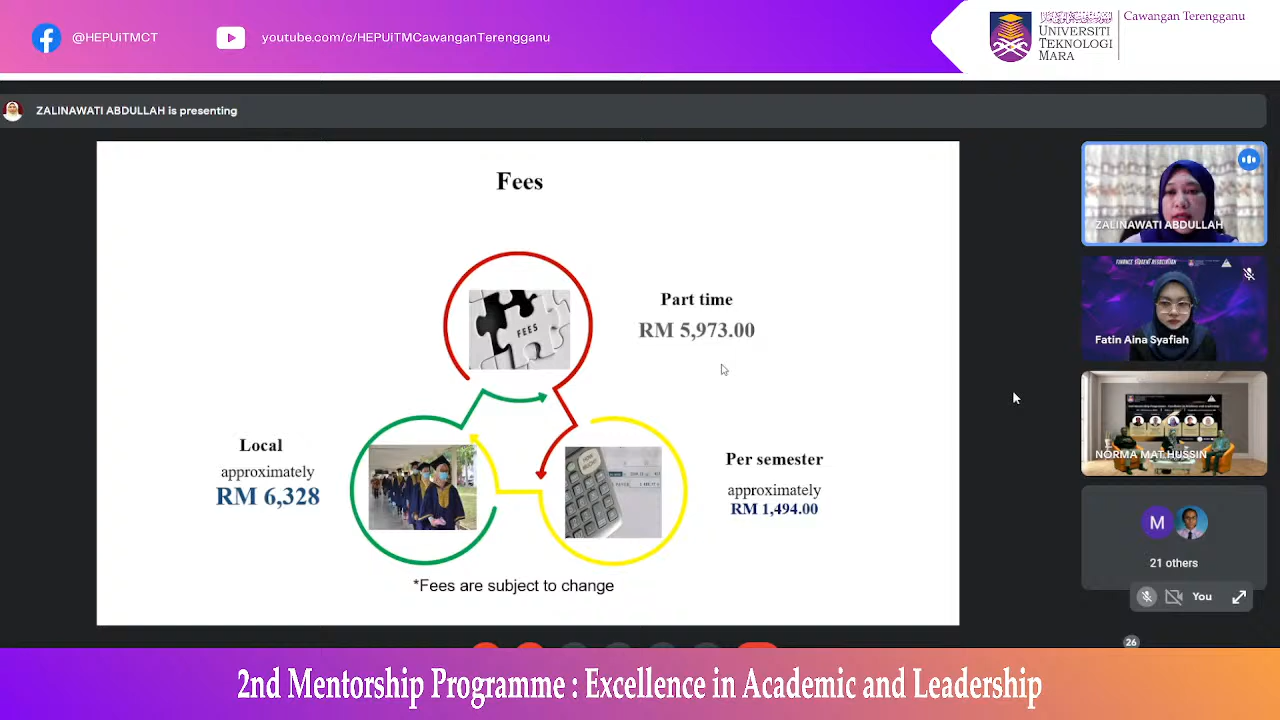 @HEPUiTMCT
youtube.com/c/HEPUiTMCawanganTerengganu
UNIVERSITI
TEKNOLOGI
MARA
Cawangan Terengganu
ZALINAWATI ABDULLAH is presenting
Fees
FEES
Part time
RM 5,973.00
Local
approximately
RM 6,328
Per semester
approximately
RM 1,494.00
*Fees are subject to change
ZALINAWATI ABDULLAH
FINANCE STUDENT ASSOCIATION
Fatin Aina Syafiah
NORMA MAT HUSSIN
M
21 others
You
26
2nd Mentorship Programme : Excellence in Academic and Leadership